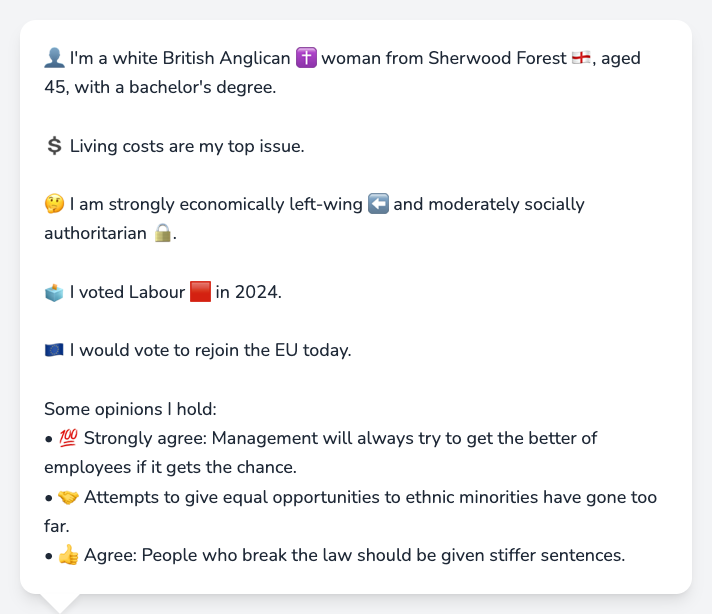 👤 I'm a white British Anglican ✝️ woman from Sherwood Forest 🏴󠁧󠁢󠁥󠁮󠁧󠁿, aged
45, with a bachelor's degree.
💲 Living costs are my top issue.
🤔 I am strongly economically left-wing ⬅️ and moderately socially
authoritarian 🔒.
🗳️ I voted Labour 🟥 in 2024.
🇪🇺 I would vote to rejoin the EU today.
Some opinions I hold:
• 💯 Strongly agree: Management will always try to get the better of
employees if it gets the chance.
• 🤝 Attempts to give equal opportunities to ethnic minorities have gone too
far.
• 👍 Agree: People who break the law should be given stiffer sentences.